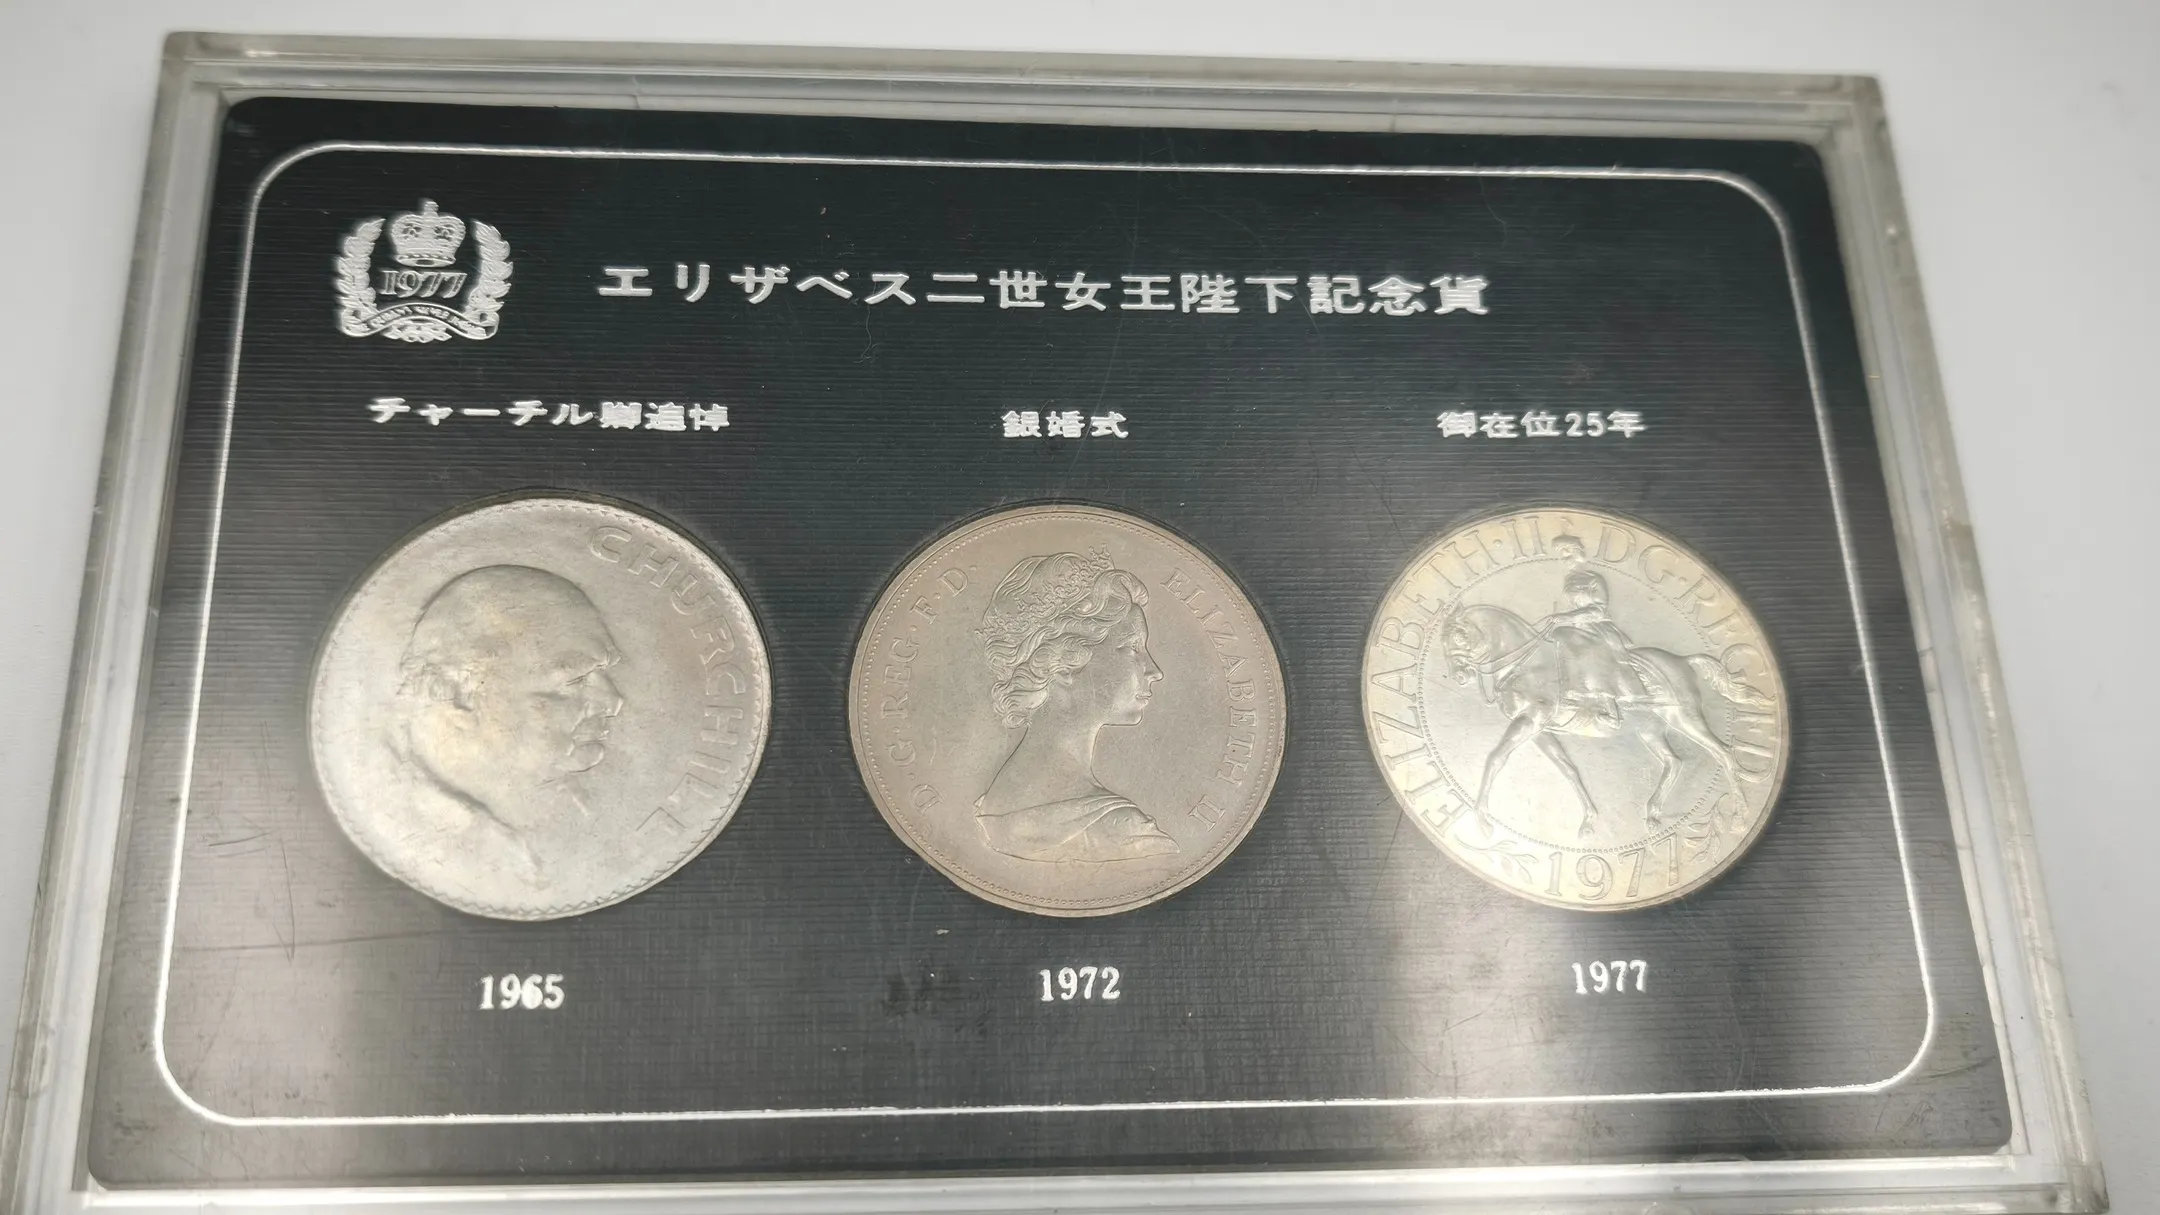 1977
エリザベス二世女王陛下記念貨
チャーチル卿追悼
銀婚式
御在位25年
CHURCHILL
D·G·REG·F·D· ELIZABETH II
ELIZABETH·II DG·REG FD 1977
1965
1972
1977